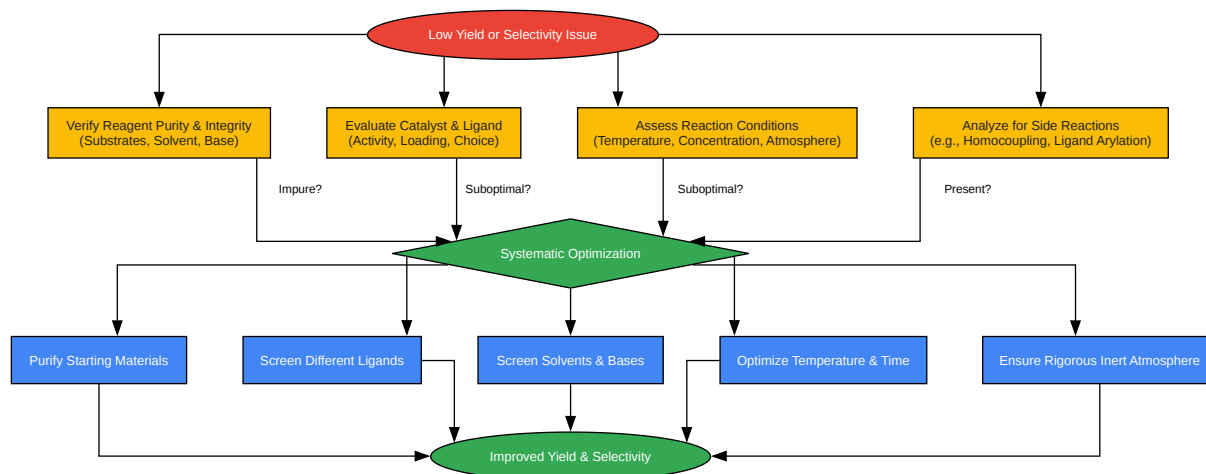 Low Yield or Selectivity Issue
Verify Reagent Purity & Integrity
(Substrates, Solvent, Base)
Evaluate Catalyst & Ligand
(Activity, Loading, Choice)
Assess Reaction Conditions
(Temperature, Concentration, Atmosphere)
Analyze for Side Reactions
(e.g., Homocoupling, Ligand Arylation)
Impure?
Suboptimal?
Suboptimal?
Present?
Systematic Optimization
Purify Starting Materials
Screen Different Ligands
Screen Solvents & Bases
Optimize Temperature & Time
Ensure Rigorous Inert Atmosphere
Improved Yield & Selectivity